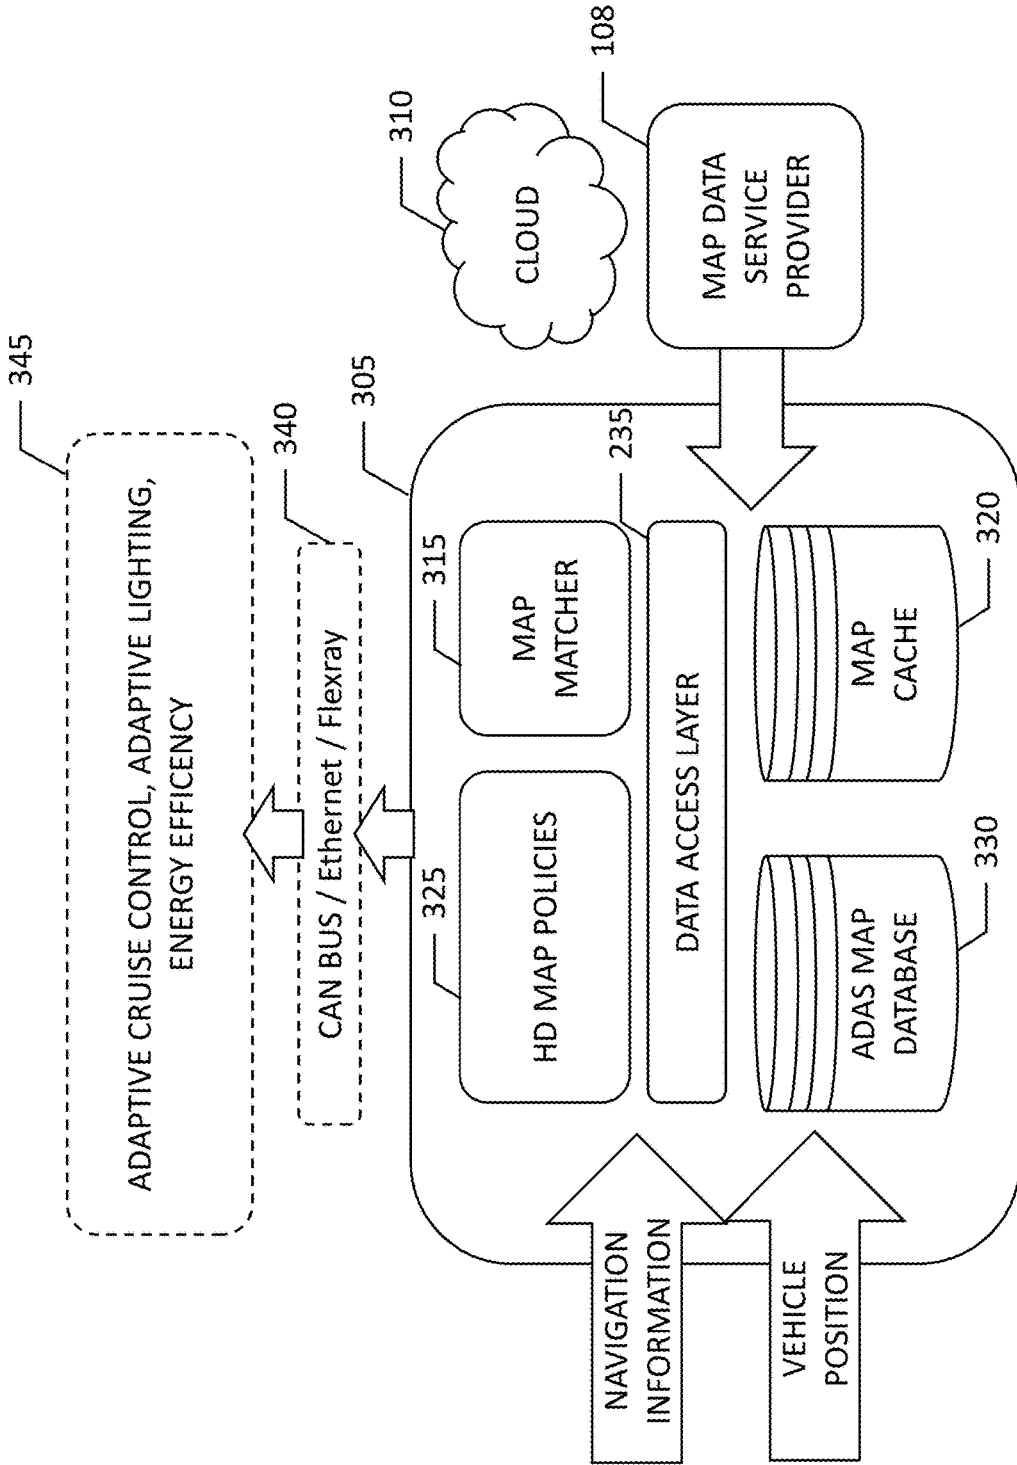 345
ADAPTIVE CRUISE CONTROL, ADAPTIVE LIGHTING,
ENERGY EFFICENCY
340
CAN BUS / Ethernet / Flexray
305
310
CLOUD
325
HD MAP POLICIES
315
MAP
MATCHER
235
DATA ACCESS LAYER
108
MAP DATA
SERVICE
PROVIDER
NAVIGATION
INFORMATION
VEHICLE
POSITION
ADAS MAP
DATABASE
330
MAP
CACHE
320